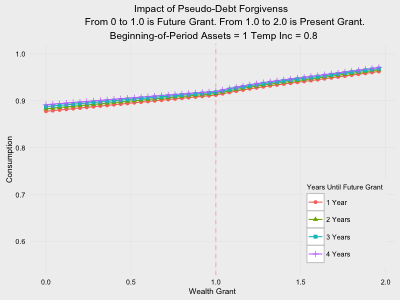 Impact of Pseudo-Debt Forgivenss
From 0 to 1.0 is Future Grant. From 1.0 to 2.0 is Present Grant.
Beginning-of-Period Assets = 1 Temp Inc = 0.8
1.0
0.9
0.8
0.7
0.6
Consumption
Years Until Future Grant
1 Year
2 Years
3 Years
4 Years
0.0 0.5 1.0 1.5 2.0
Wealth Grant